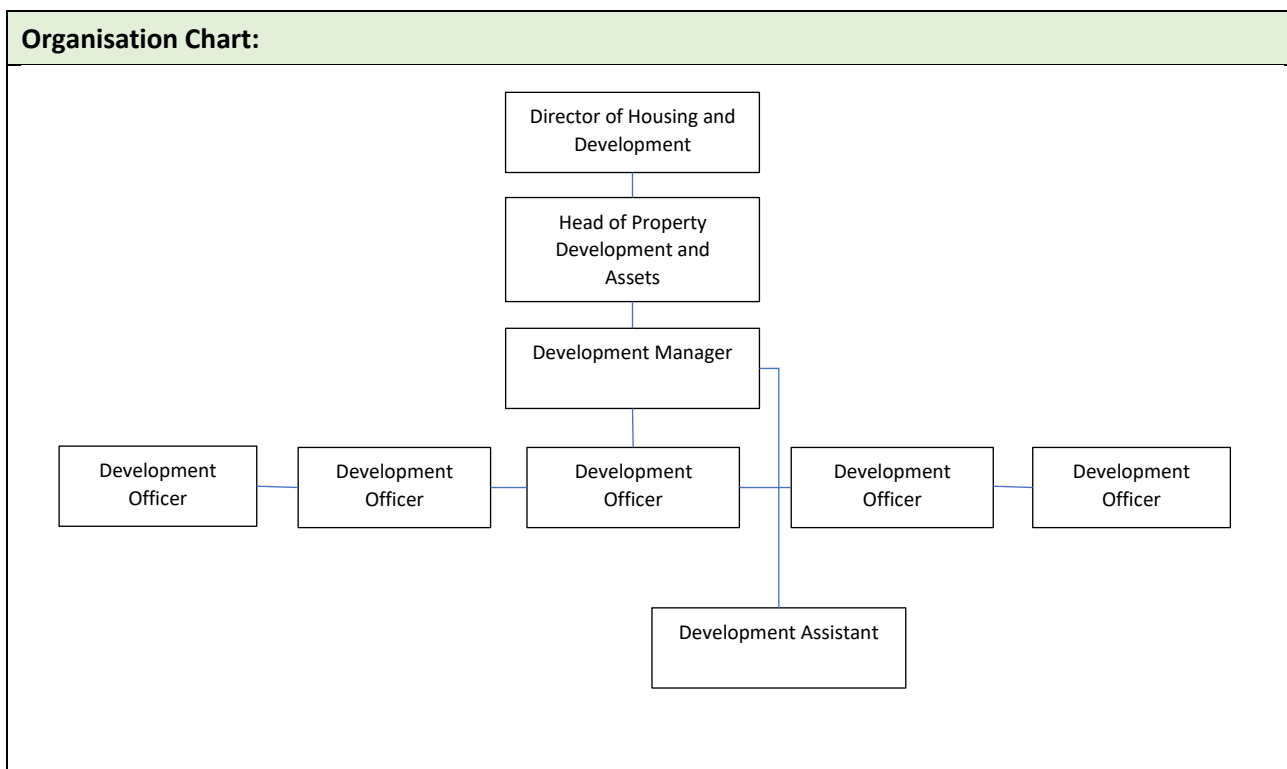 Organisation Chart:
Director of Housing and
Development
Head of Property
Development and
Assets
Development Manager
Development
Officer
Development
Officer
Development
Officer
Development
Officer
Development
Officer
Development Assistant